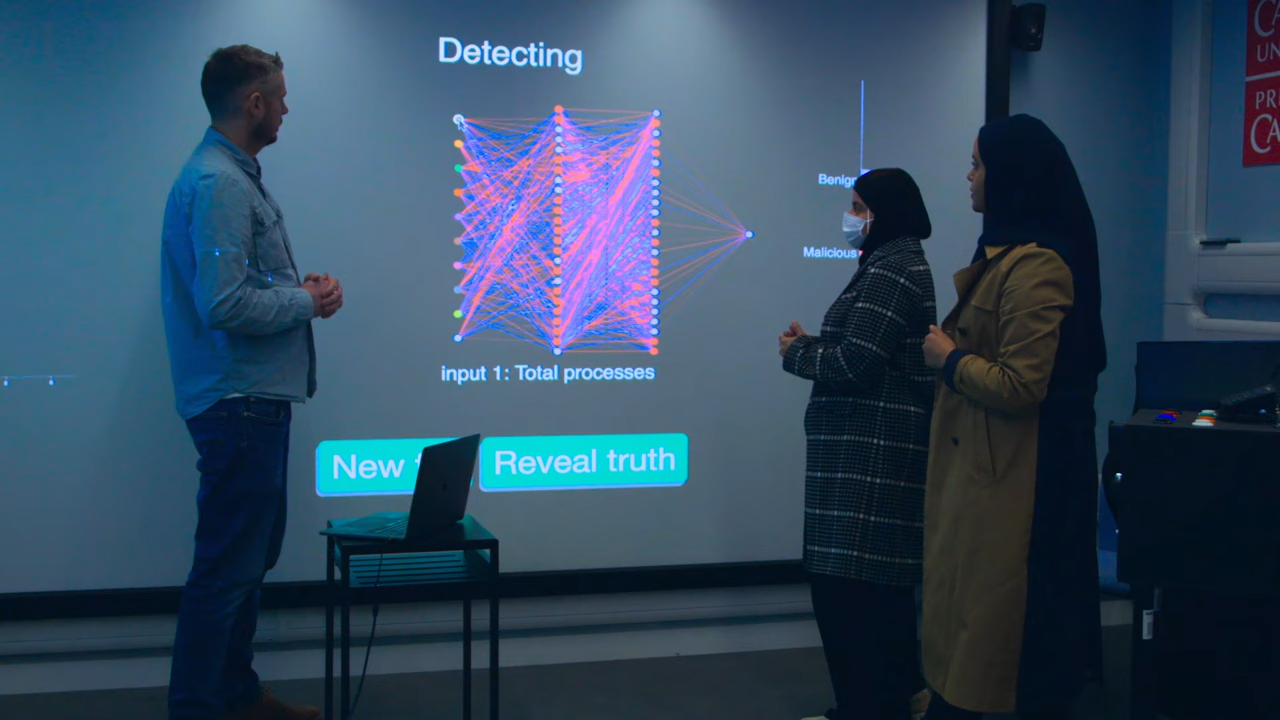 Detecting
Benign
Malicious
input 1: Total processes
New
Reveal truth